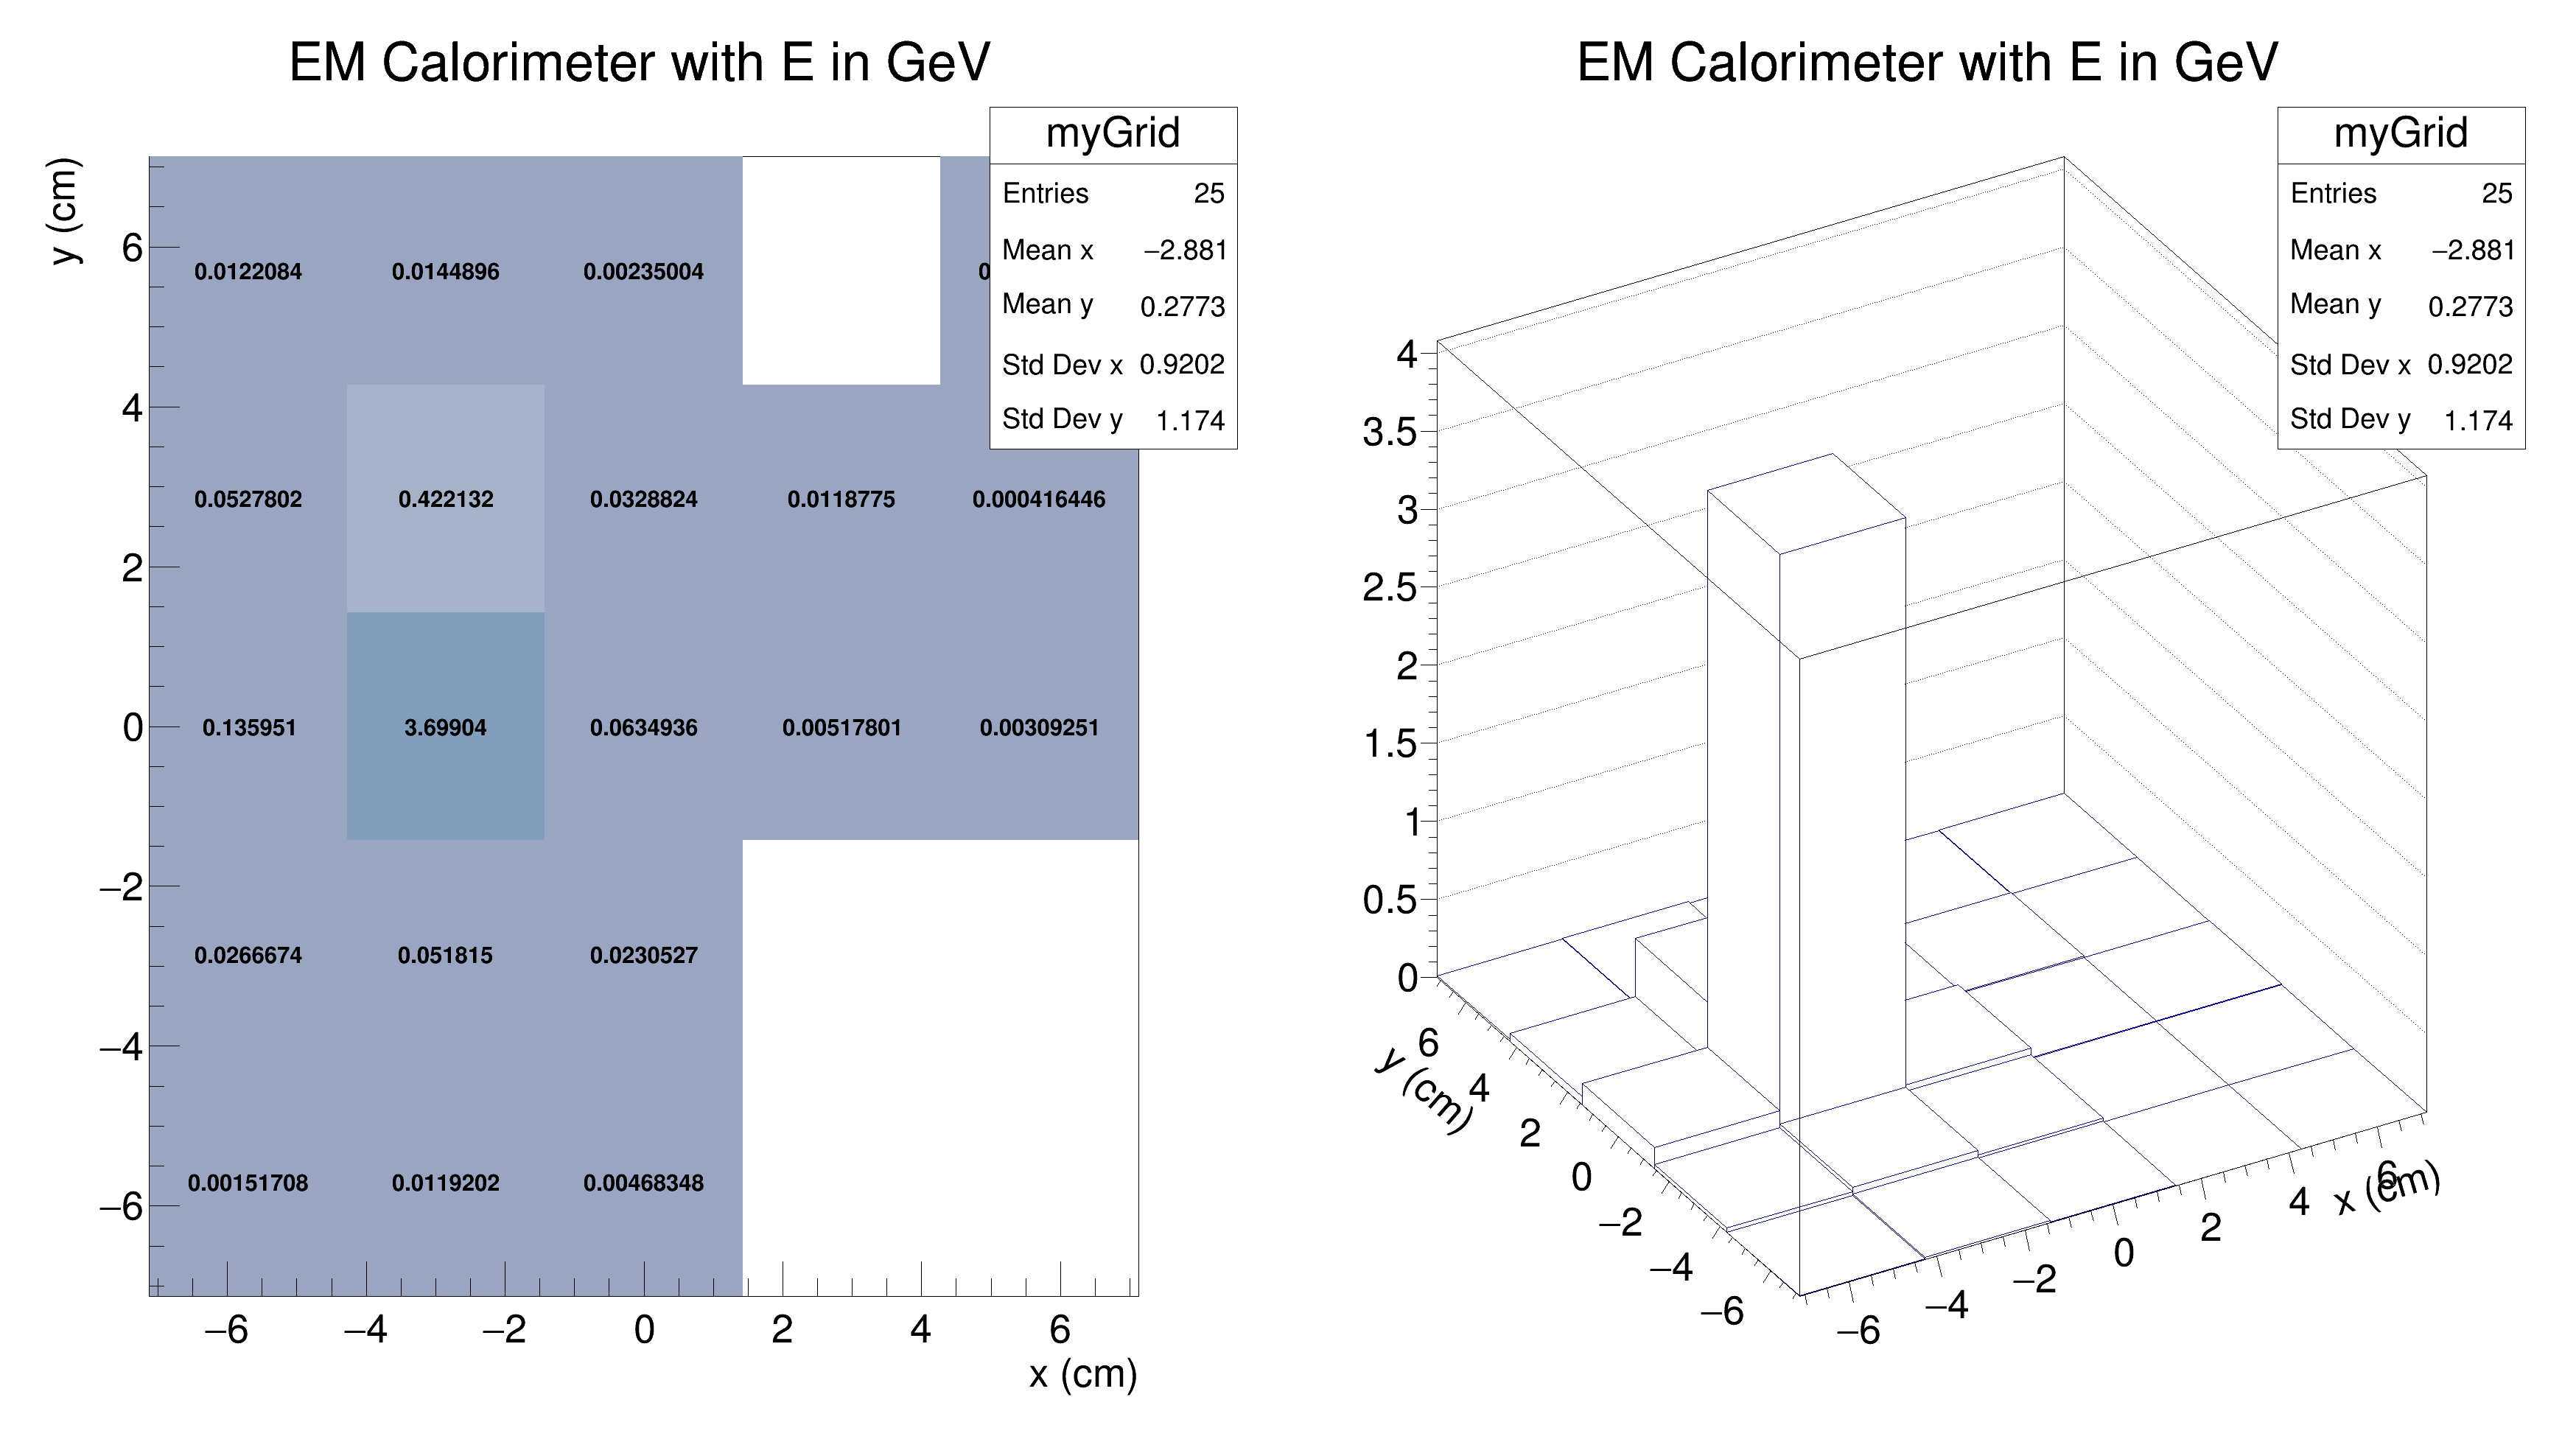 EM Calorimeter with E in GeV
myGrid
Entries 25
Mean x −2.881
Mean y 0.2773
Std Dev x 0.9202
Std Dev y 1.174
y (cm)
6
4
2
0
−2
−4
−6
0.0122084 0.0144896 0.00235004
0.0527802 0.422132 0.0328824 0.0118775 0.000416446
0.135951 3.69904 0.0634936 0.00517801 0.00309251
0.0266674 0.051815 0.0230527
0.00151708 0.0119202 0.00468348
−6 −4 −2 0 2 4 6
x (cm)
EM Calorimeter with E in GeV
myGrid
Entries 25
Mean x −2.881
Mean y 0.2773
Std Dev x 0.9202
Std Dev y 1.174
4
3.5
3
2.5
2
1.5
1
0.5
0
y (cm)
6
4
2
0
−2
−4
−6
−6 −4 −2 0 2 4 6
x (cm)